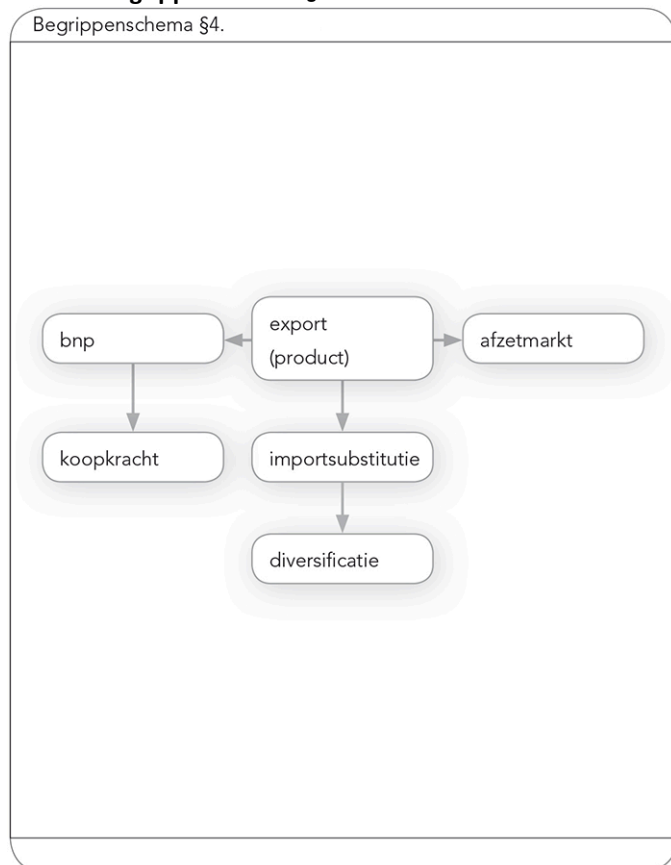 Begrippenschema §4.
bnp
export
(product)
afzetmarkt
koopkracht
importsubstitutie
diversificatie